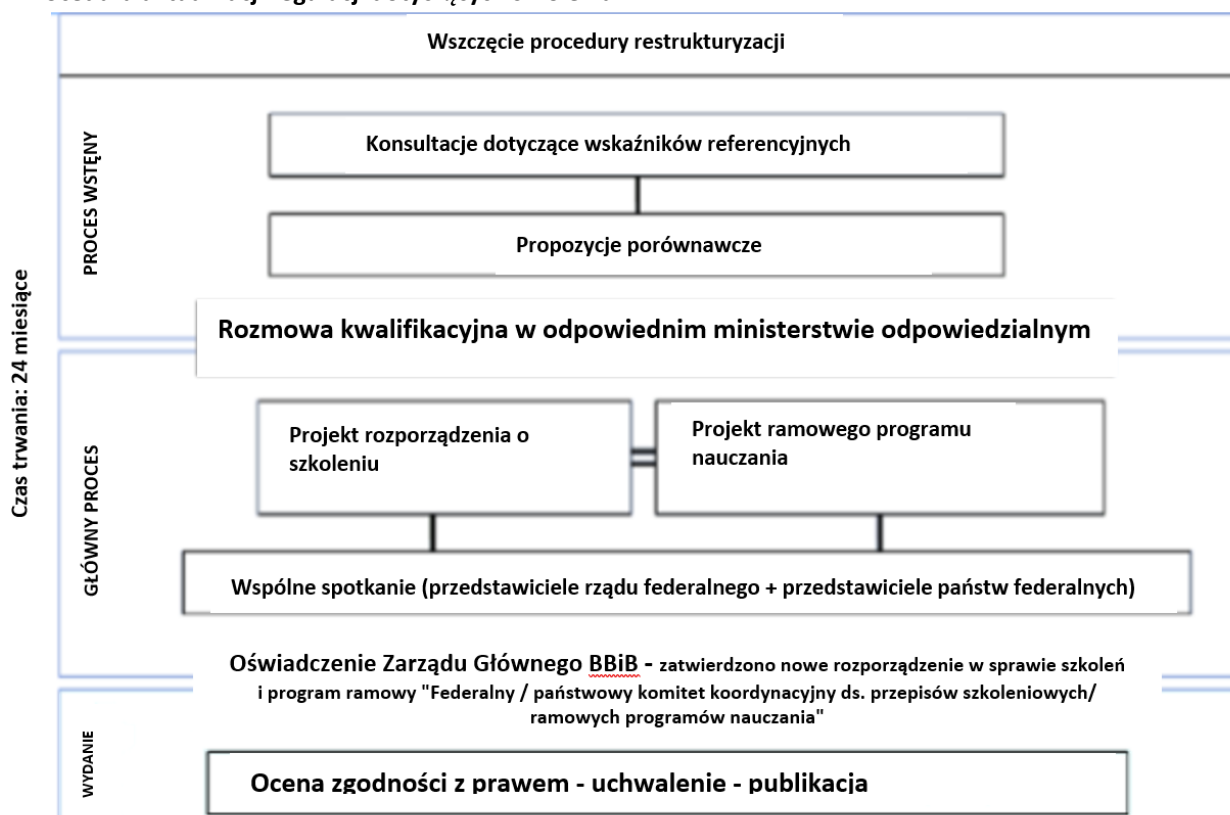 Wszczęcie procedury restrukturyzacji
PROCES WSTĘNY
Konsultacje dotyczące wskaźników referencyjnych
Propozycje porównawcze
Rozmowa kwalifikacyjna w odpowiednim ministerstwie odpowiedzialnym
Czas trwania: 24 miesiące
GŁÓWNY PROCES
Projekt rozporządzenia o
szkoleniu
Projekt ramowego programu
nauczania
Wspólne spotkanie (przedstawiciele rządu federalnego + przedstawiciele państw federalnych)
Oświadczenie Zarządu Głównego BBiB - zatwierdzono nowe rozporządzenie w sprawie szkoleń
i program ramowy "Federalny / państwowy komitet koordynacyjny ds. przepisów szkoleniowych/
ramowych programów nauczania"
WYDANIE
Ocena zgodności z prawem - uchwalenie - publikacja